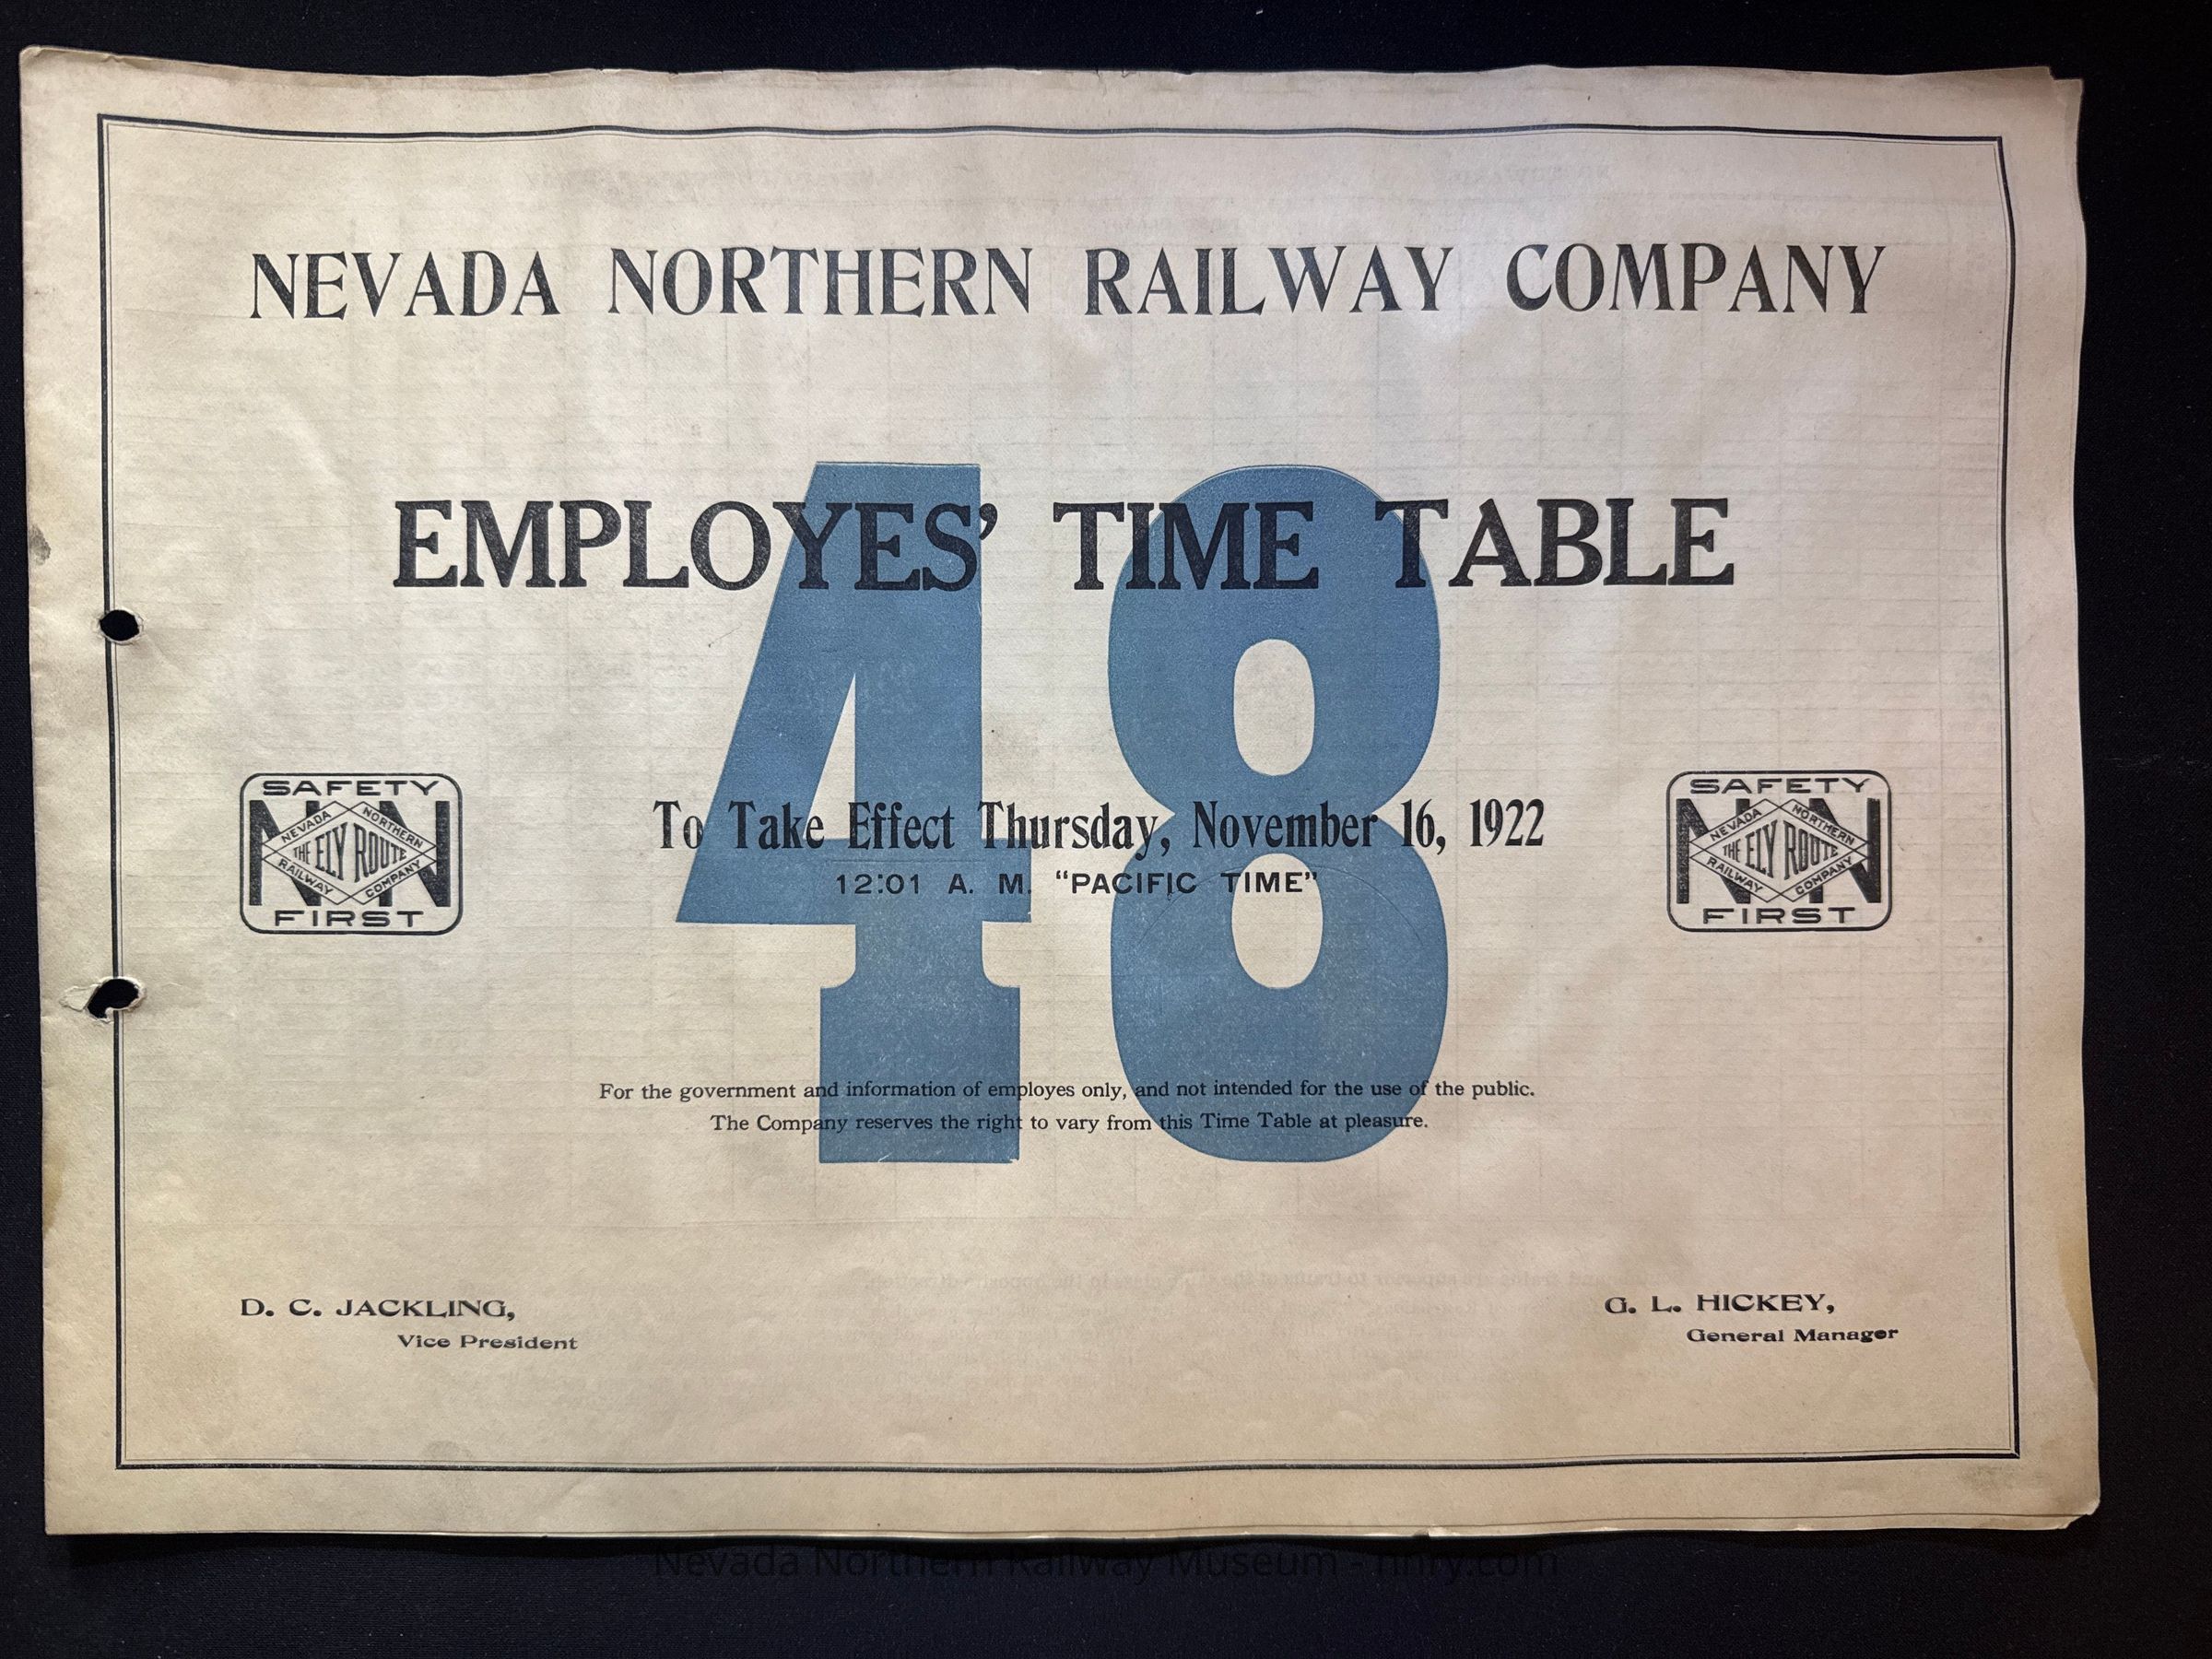 NEVADA NORTHERN RAILWAY COMPANY
48
EMPLOYES' TIME TABLE
To Take Effect Thursday, November 16, 1922
12:01 A. M. “PACIFIC TIME”
SAFETY
NN
NEVADA NORTHERN
THE ELY ROUTE
RAILWAY COMPANY
FIRST
SAFETY
NN
NEVADA NORTHERN
THE ELY ROUTE
RAILWAY COMPANY
FIRST
For the government and information of employes only, and not intended for the use of the public.
The Company reserves the right to vary from this Time Table at pleasure.
D. C. JACKLING,
Vice President
G. L. HICKEY,
General Manager
Nevada Northern Railway Museum - nnry.com